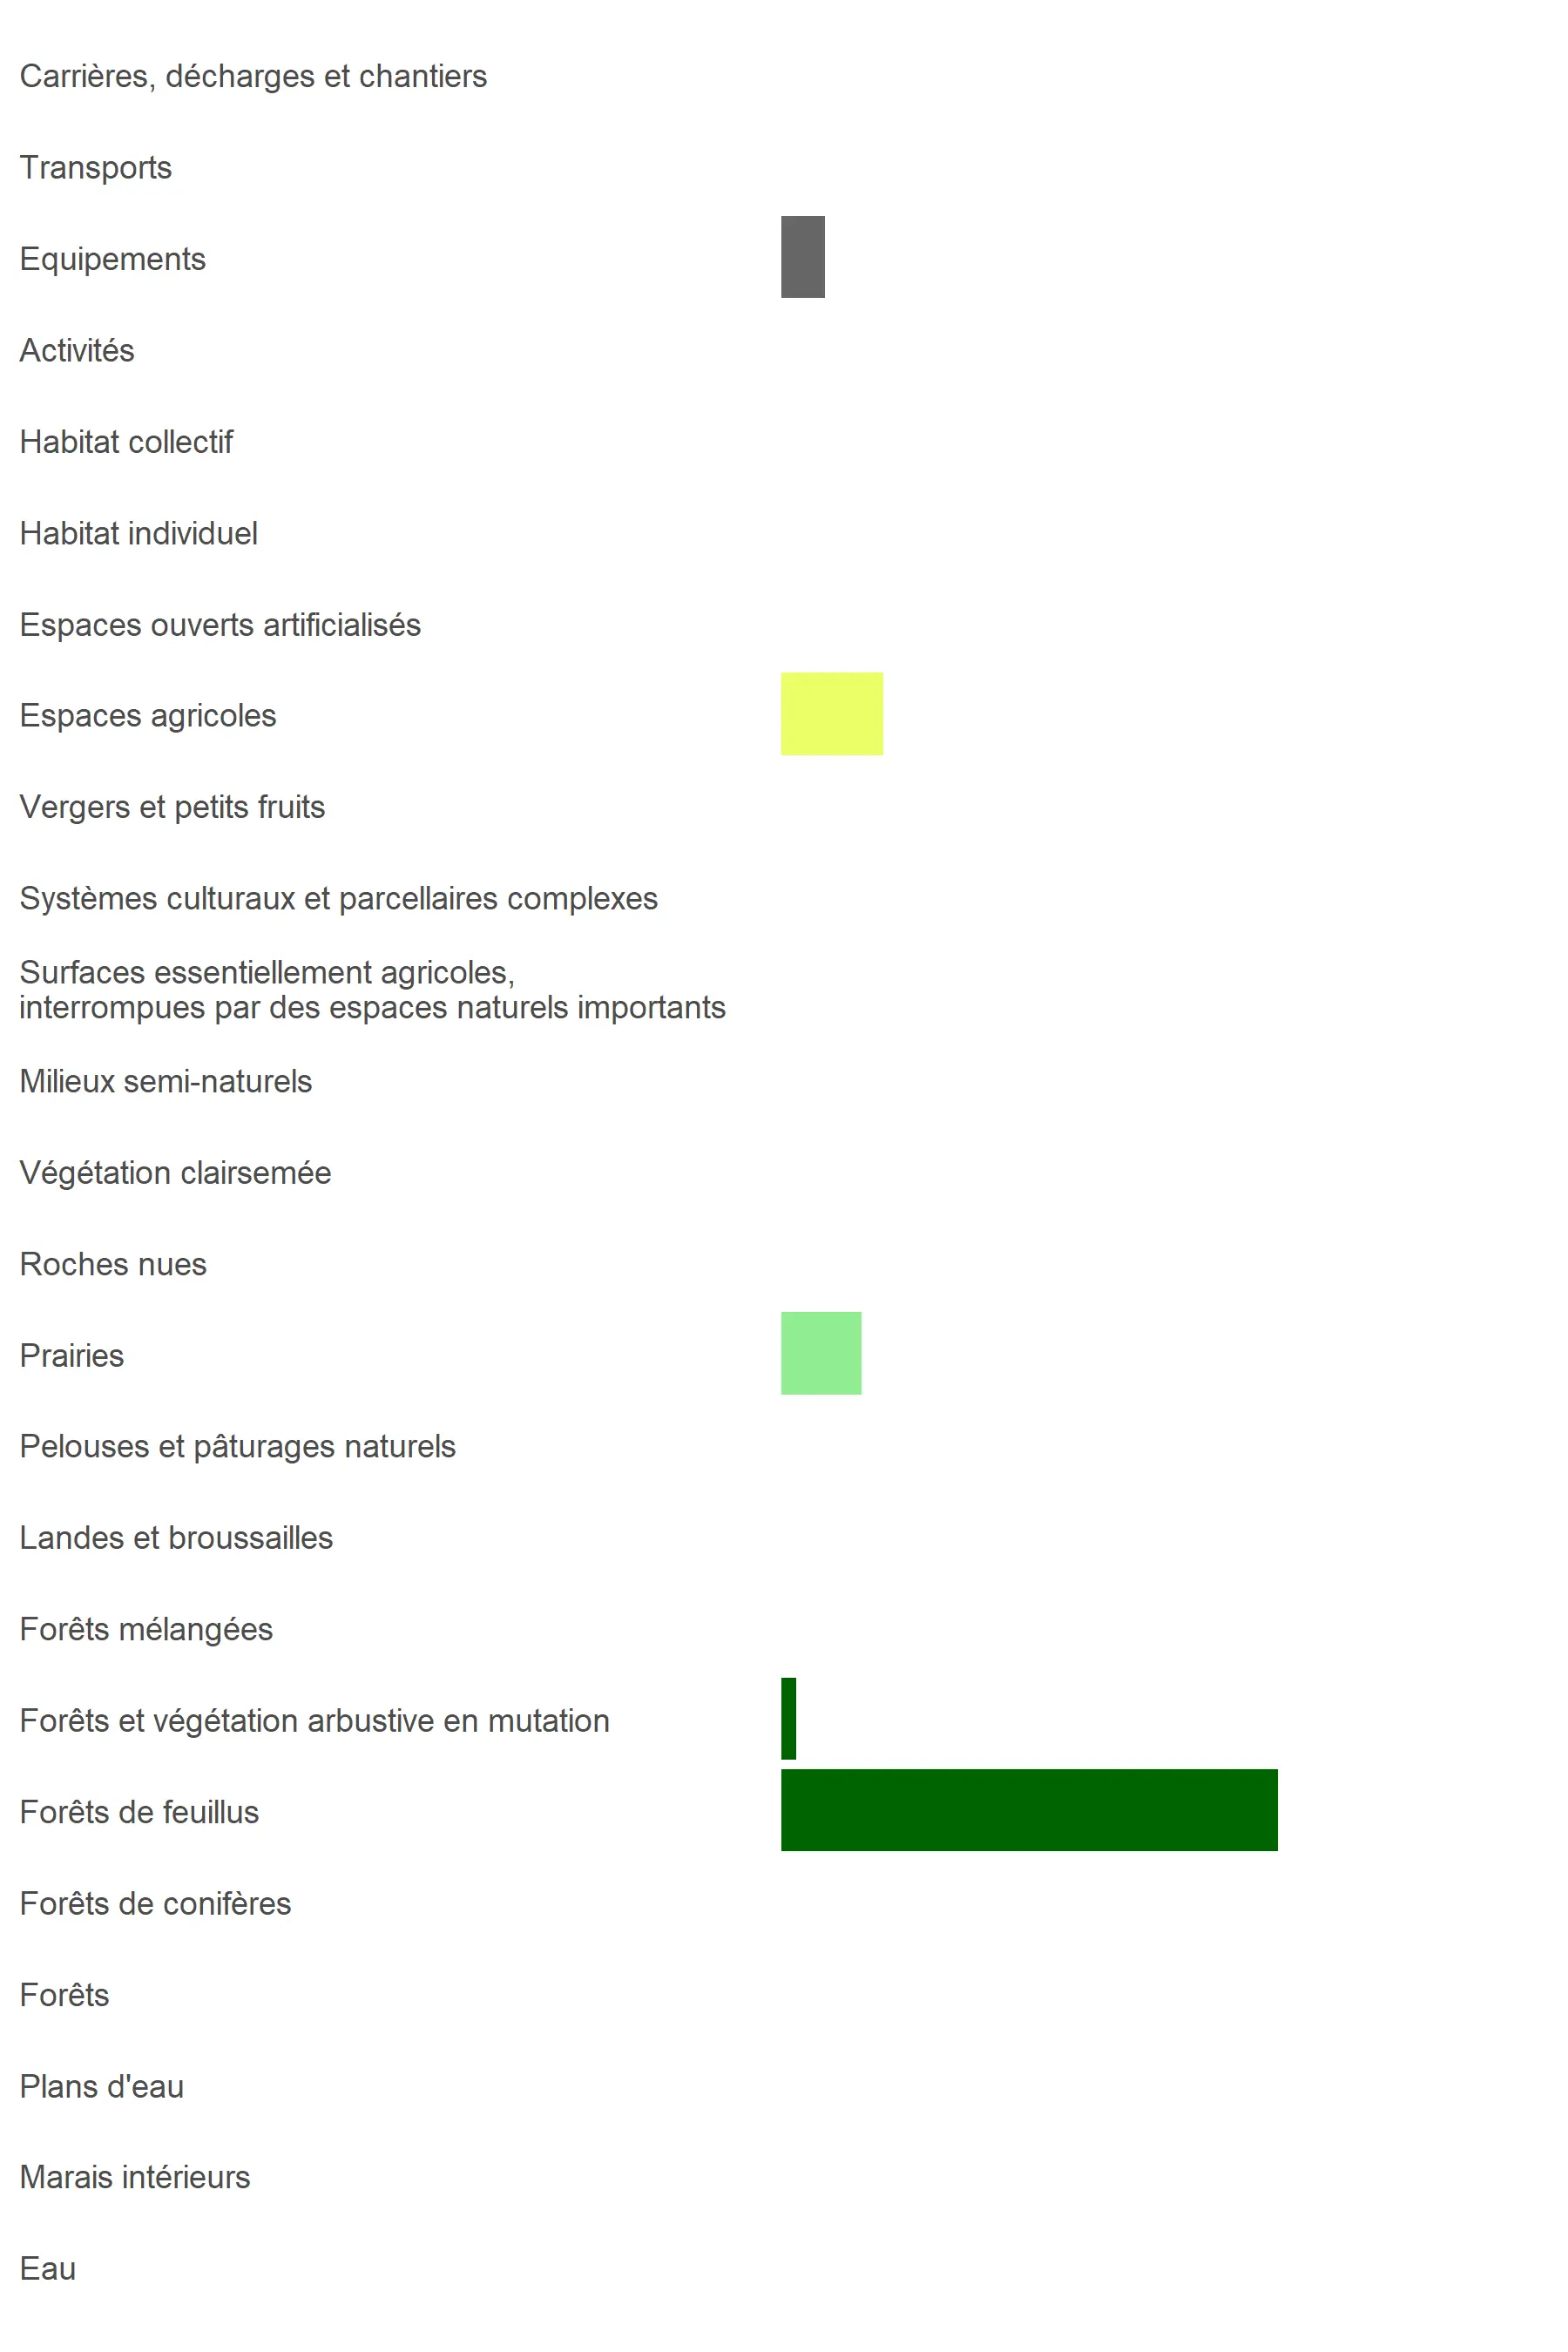 Carrières, décharges et chantiers
Transports
Equipements
Activités
Habitat collectif
Habitat individuel
Espaces ouverts artificialisés
Espaces agricoles
Vergers et petits fruits
Systèmes culturaux et parcellaires complexes
Surfaces essentiellement agricoles,
interrompues par des espaces naturels importants
Milieux semi-naturels
Végétation clairsemée
Roches nues
Prairies
Pelouses et pâturages naturels
Landes et broussailles
Forêts mélangées
Forêts et végétation arbustive en mutation
Forêts de feuillus
Forêts de conifères
Forêts
Plans d'eau
Marais intérieurs
Eau